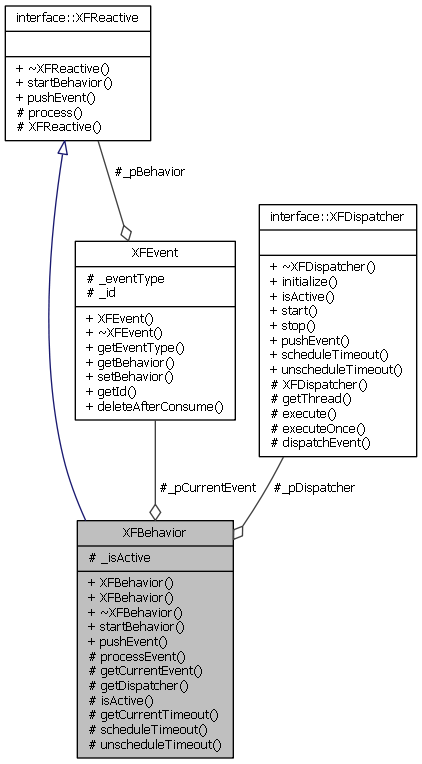 interface::XFReactive
+ ~XFReactive()
+ startBehavior()
+ pushEvent()
# process()
# XFReactive()
#_pBehavior
XFEvent
# _eventType
# _id
+ XFEvent()
+ ~XFEvent()
+ getEventType()
+ getBehavior()
+ setBehavior()
+ getId()
+ deleteAfterConsume()
interface::XFDispatcher
+ ~XFDispatcher()
+ initialize()
+ isActive()
+ start()
+ stop()
+ pushEvent()
+ scheduleTimeout()
+ unscheduleTimeout()
# XFDispatcher()
# getThread()
# execute()
# executeOnce()
# dispatchEvent()
#_pCurrentEvent
#_pDispatcher
XFBehavior
# _isActive
+ XFBehavior()
+ XFBehavior()
+ ~XFBehavior()
+ startBehavior()
+ pushEvent()
# processEvent()
# getCurrentEvent()
# getDispatcher()
# isActive()
# getCurrentTimeout()
# scheduleTimeout()
# unscheduleTimeout()